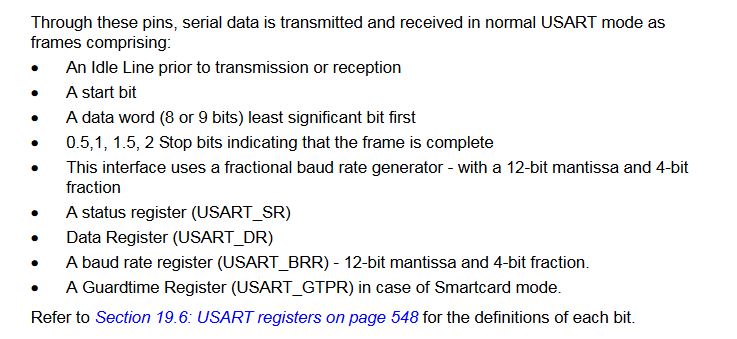 Through these pins, serial data is transmitted and received in normal USART mode as
frames comprising:
• An Idle Line prior to transmission or reception
• A start bit
• A data word (8 or 9 bits) least significant bit first
• 0.5,1, 1.5, 2 Stop bits indicating that the frame is complete
• This interface uses a fractional baud rate generator - with a 12-bit mantissa and 4-bit
fraction
• A status register (USART_SR)
• Data Register (USART_DR)
• A baud rate register (USART_BRR) - 12-bit mantissa and 4-bit fraction.
• A Guardtime Register (USART_GTPR) in case of Smartcard mode.
Refer to Section 19.6: USART registers on page 548 for the definitions of each bit.